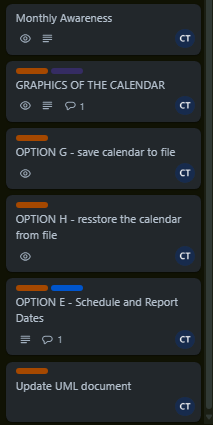 Monthly Awareness
CT
GRAPHICS OF THE CALENDAR
1
CT
OPTION G - save calendar to file
CT
OPTION H - resstore the calendar
from file
CT
OPTION E - Schedule and Report
Dates
1
CT
Update UML document
CT